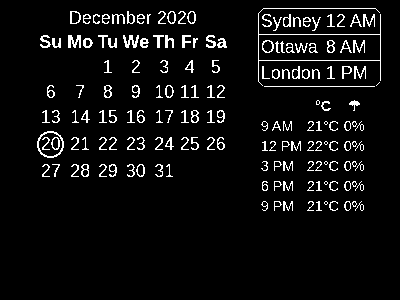 December 2020
Su Mo Tu We Th Fr Sa
1 2 3 4 5
6 7 8 9 10 11 12
13 14 15 16 17 18 19
20 21 22 23 24 25 26
27 28 29 30 31
Sydney 12 AM
Ottawa 8 AM
London 1 PM
°C ☂
9 AM 21°C 0%
12 PM 22°C 0%
3 PM 22°C 0%
6 PM 21°C 0%
9 PM 21°C 0%